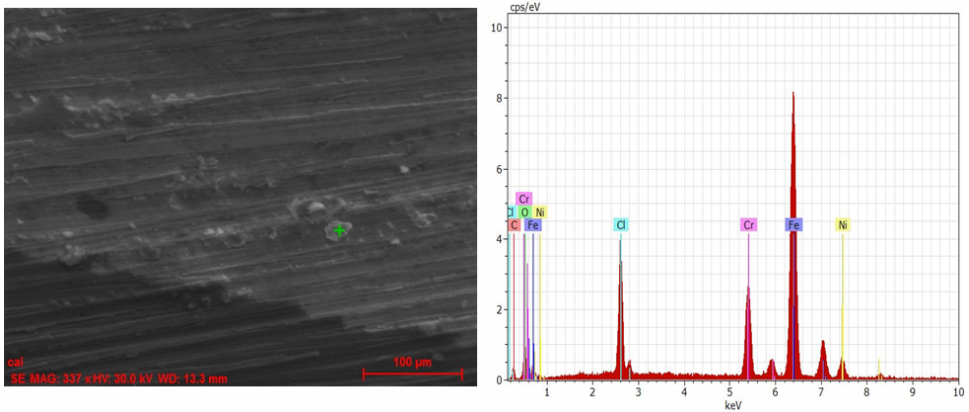 cal
SE MAG: 337 x HV: 30.0 kV WD: 13.3 mm
100 µm
cps/eV
10
8
6
4
2
0
Cr
Cl O Ni
C Fe
Cl
Cr
Fe
Ni
1 2 3 4 5 6 7 8 9 10
keV